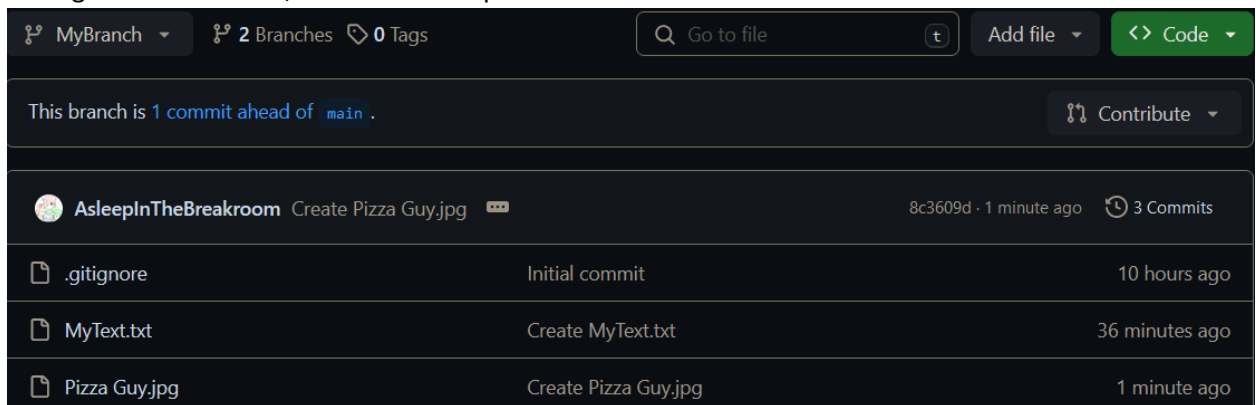 MyBranch 2 Branches 0 Tags Go to file t Add file Code
This branch is 1 commit ahead of main .
Contribute
AsleepInTheBreakroom Create Pizza Guy.jpg 8c3609d · 1 minute ago 3 Commits
.gitignore Initial commit 10 hours ago
MyText.txt Create MyText.txt 36 minutes ago
Pizza Guy.jpg Create Pizza Guy.jpg 1 minute ago